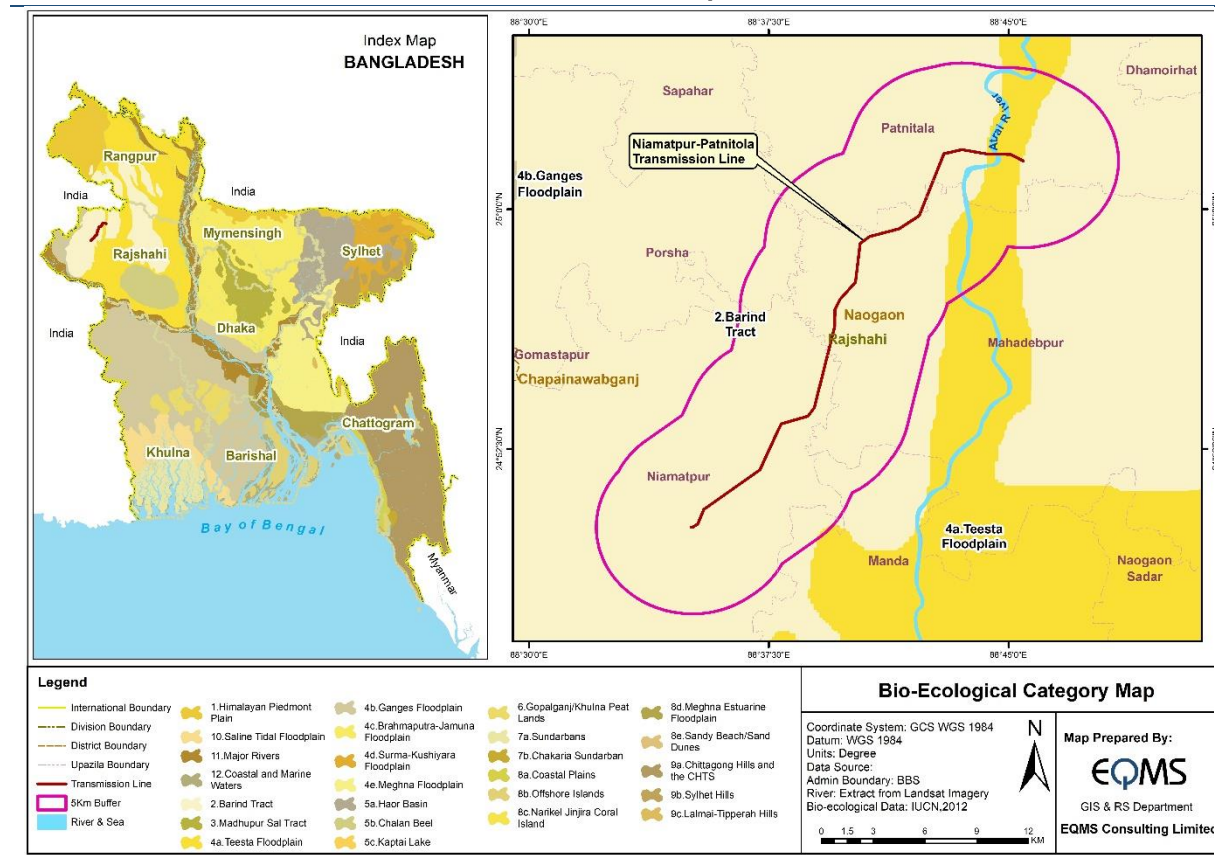 Index Map
BANGLADESH
Rangpur
India
India
India
Mymensingh
Sylhet
Rajshahi
India
Dhaka
India
Chattogram
Khulna
Barishal
Bay of Bengal
Myanmar
88°30'0"E
88°37'30"E
88°45'0"E
Dhamoirhat
Sapahar
Patnitala
Atrai River
Niamatpur-Patnitola
Transmission Line
4b.Ganges
Floodplain
25°0'0"N
Porsha
2.Barind
Tract
Naogaon
Rajshahi
Mahadebpur
Gomastapur
Chapainawabganj
24°52'30"N
Niamatpur
4a.Teesta
Floodplain
Manda
Naogaon
Sadar
88°30'0"E
88°37'30"E
88°45'0"E
Legend
International Boundary
Division Boundary
District Boundary
Upazila Boundary
Transmission Line
5Km Buffer
River & Sea
1.Himalayan Piedmont
Plain
10.Saline Tidal Floodplain
11.Major Rivers
12.Coastal and Marine
Waters
2.Barind Tract
3.Madhupur Sal Tract
4a.Teesta Floodplain
4b.Ganges Floodplain
4c.Brahmaputra-Jamuna
Floodplain
4d.Surma-Kushiyara
Floodplain
4e.Meghna Floodplain
5a.Haor Basin
5b.Chalan Beel
5c.Kaptai Lake
6.Gopalganj/Khulna Peat
Lands
7a.Sundarbans
7b.Chakaria Sundarban
8a.Coastal Plains
8b.Offshore Islands
8c.Narikel Jinjira Coral
Island
8d.Meghna Estuarine
Floodplain
8e.Sandy Beach/Sand
Dunes
9a.Chittagong Hills and
the CHTS
9b.Sylhet Hills
9c.Lalmai-Tipperah Hills
Bio-Ecological Category Map
Coordinate System: GCS WGS 1984
Datum: WGS 1984
Units: Degree
Data Source:
Admin Boundary: BBS
River: Extract from Landsat Imagery
Bio-ecological Data: IUCN,2012
N
0 1.5 3 6 9 12
KM
Map Prepared By:
EQMS
GIS & RS Department
EQMS Consulting Limited